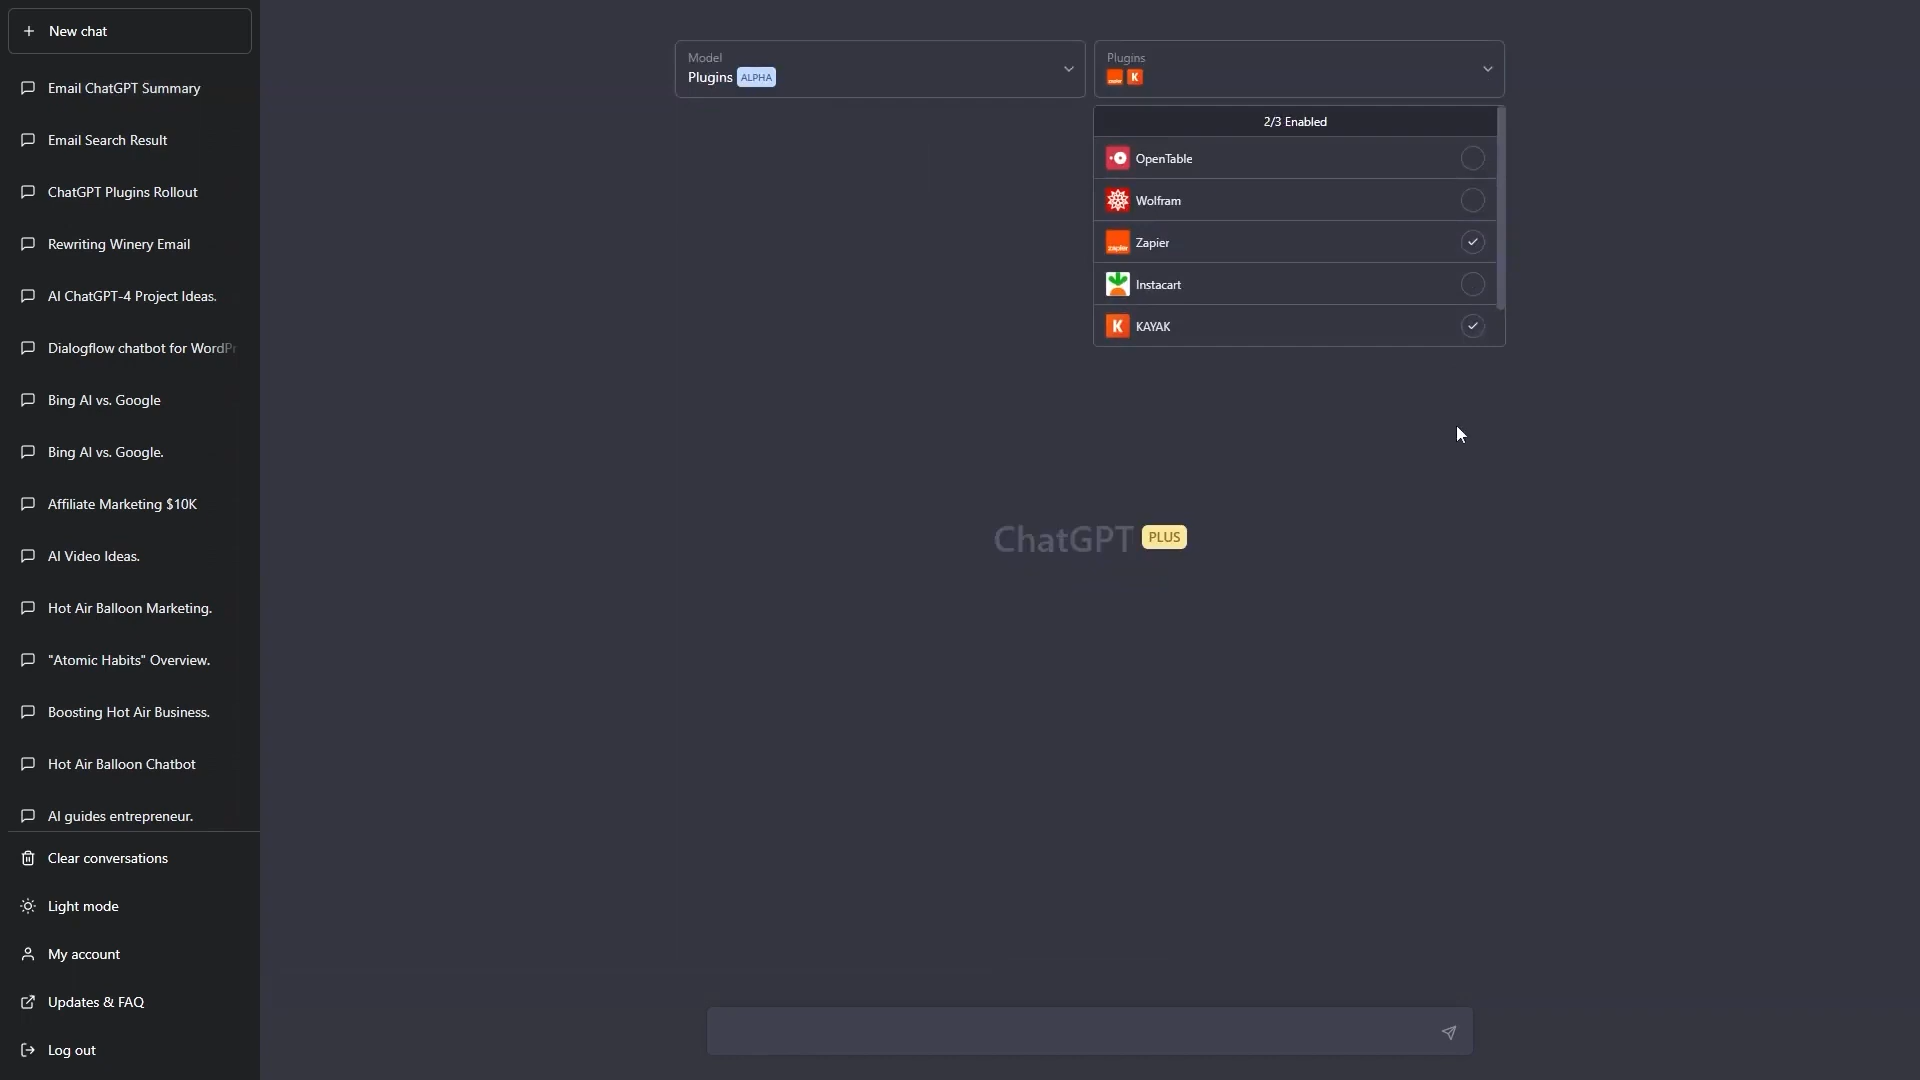 New chat
Email ChatGPT Summary
Email Search Result
ChatGPT Plugins Rollout
Rewriting Winery Email
AI ChatGPT-4 Project Ideas.
Dialogflow chatbot for WordPr
Bing AI vs. Google
Bing AI vs. Google.
Affiliate Marketing $10K
AI Video Ideas.
Hot Air Balloon Marketing.
"Atomic Habits" Overview.
Boosting Hot Air Business.
Hot Air Balloon Chatbot
AI guides entrepreneur.
Clear conversations
Light mode
My account
Updates & FAQ
Log out
Model
Plugins ALPHA
Plugins
zapier K
2/3 Enabled
OpenTable
Wolfram
zapier Zapier
Instacart
K KAYAK
ChatGPT PLUS